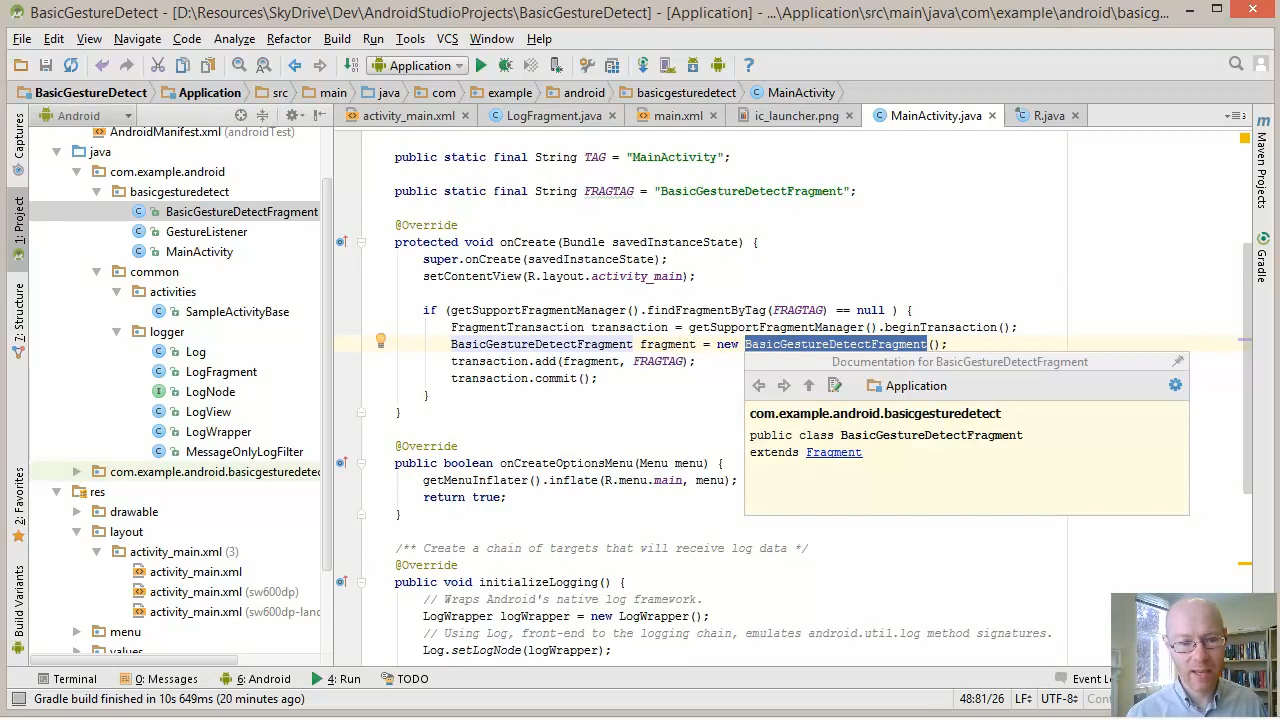 BasicGestureDetect - [D:\Resources\SkyDrive\Dev\AndroidStudioProjects\BasicGestureDetect] - [Application] - ...\Application\src\main\java\com\example\android\basicg...
File Edit View Navigate Code Analyze Refactor Build Run Tools VCS Window Help
Application
BasicGestureDetect Application src main java com example android basicgesturedetect MainActivity
Android
activity_main.xml LogFragment.java main.xml ic_launcher.png MainActivity.java R.java
Captures
1: Project
7: Structure
2: Favorites
Build Variants
AndroidManifest.xml (androidTest)
java
com.example.android
basicgesturedetect
BasicGestureDetectFragment
GestureListener
MainActivity
common
activities
SampleActivityBase
logger
Log
LogFragment
LogNode
LogView
LogWrapper
MessageOnlyLogFilter
com.example.android.basicgesturedetec
res
drawable
layout
activity_main.xml (3)
activity_main.xml
activity_main.xml (sw600dp)
activity_main.xml (sw600dp-lanc
menu
values
public static final String TAG = "MainActivity";
public static final String FRAGTAG = "BasicGestureDetectFragment";
@Override
protected void onCreate(Bundle savedInstanceState) {
super.onCreate(savedInstanceState);
setContentView(R.layout.activity_main);
if (getSupportFragmentManager().findFragmentByTag(FRAGTAG) == null ) {
FragmentTransaction transaction = getSupportFragmentManager().beginTransaction();
BasicGestureDetectFragment fragment = new BasicGestureDetectFragment();
transaction.add(fragment, FRAGTAG);
transaction.commit();
}
}
@Override
public boolean onCreateOptionsMenu(Menu menu) {
getMenuInflater().inflate(R.menu.main, menu);
return true;
}
/** Create a chain of targets that will receive log data */
@Override
public void initializeLogging() {
// Wraps Android's native log framework.
LogWrapper logWrapper = new LogWrapper();
// Using Log, front-end to the logging chain, emulates android.util.log method signatures.
Log.setLogNode(logWrapper);
Documentation for BasicGestureDetectFragment
Application
com.example.android.basicgesturedetect
public class BasicGestureDetectFragment
extends Fragment
Maven Projects
Gradle
Terminal 0: Messages 6: Android 4: Run TODO Event L
Gradle build finished in 10s 649ms (20 minutes ago) 48:81/26 LF UTF-8 Cont